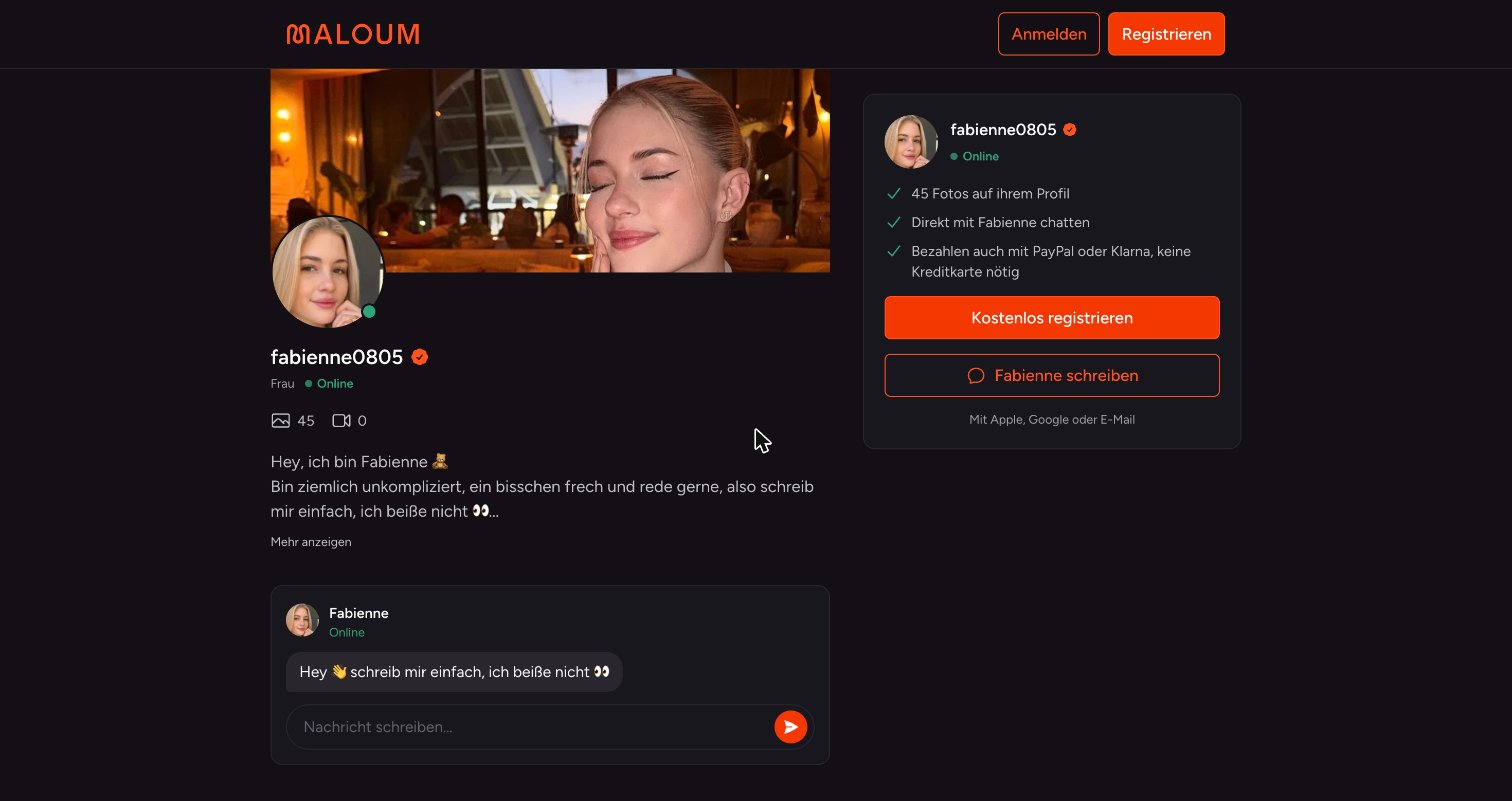 MALOUM
Anmelden
Registrieren
fabienne0805
Frau Online
45 0
Hey, ich bin Fabienne 🧸
Bin ziemlich unkompliziert, ein bisschen frech und rede gerne, also schreib
mir einfach, ich beiße nicht 👀...
Mehr anzeigen
Fabienne
Online
Hey 👋 schreib mir einfach, ich beiße nicht 👀
Nachricht schreiben...
fabienne0805
Online
45 Fotos auf ihrem Profil
Direkt mit Fabienne chatten
Bezahlen auch mit PayPal oder Klarna, keine
Kreditkarte nötig
Kostenlos registrieren
Fabienne schreiben
Mit Apple, Google oder E-Mail